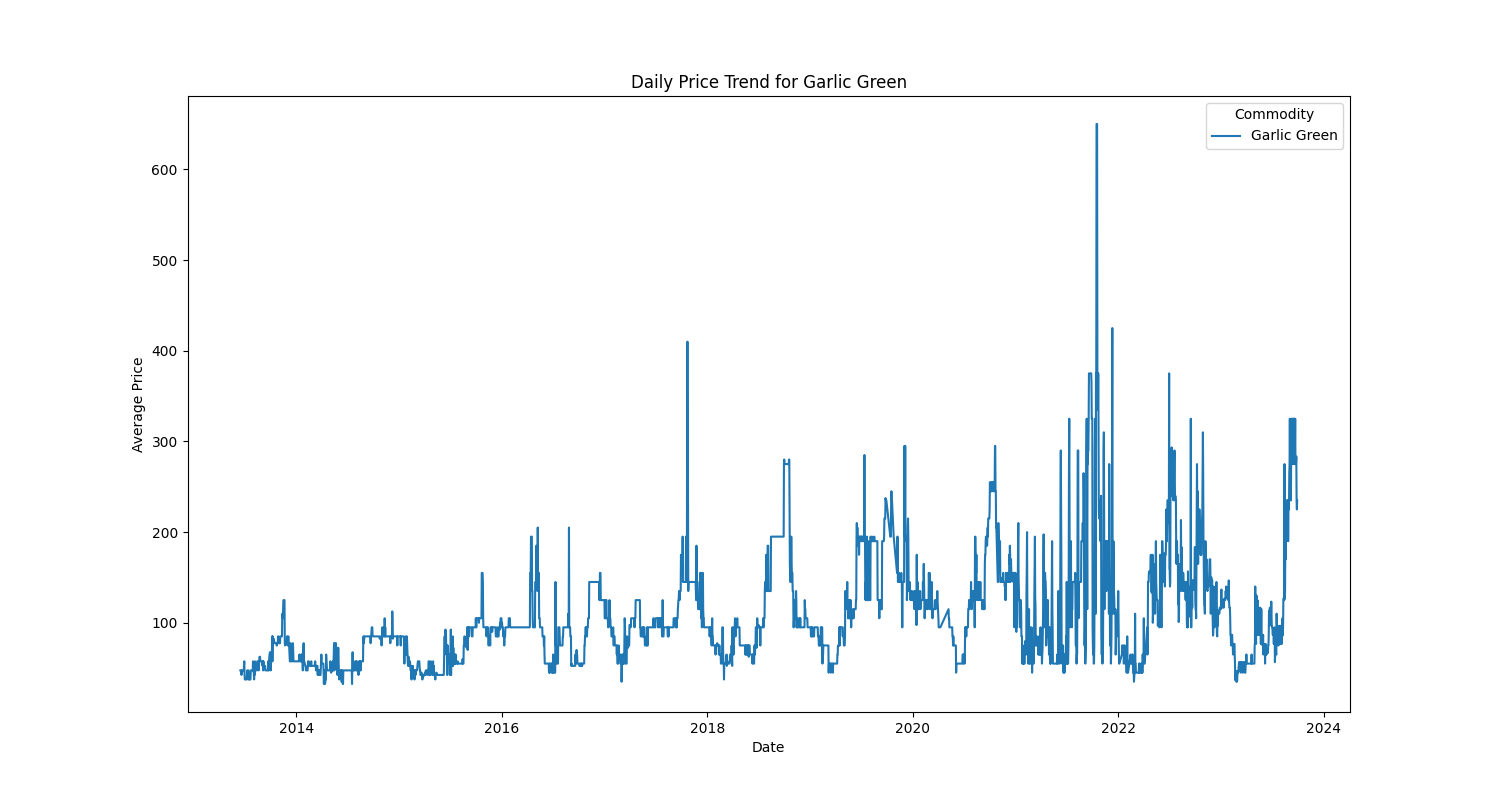 Daily Price Trend for Garlic Green
Commodity
Garlic Green
600
500
400
300
200
100
Average Price
2014 2016 2018 2020 2022 2024
Date